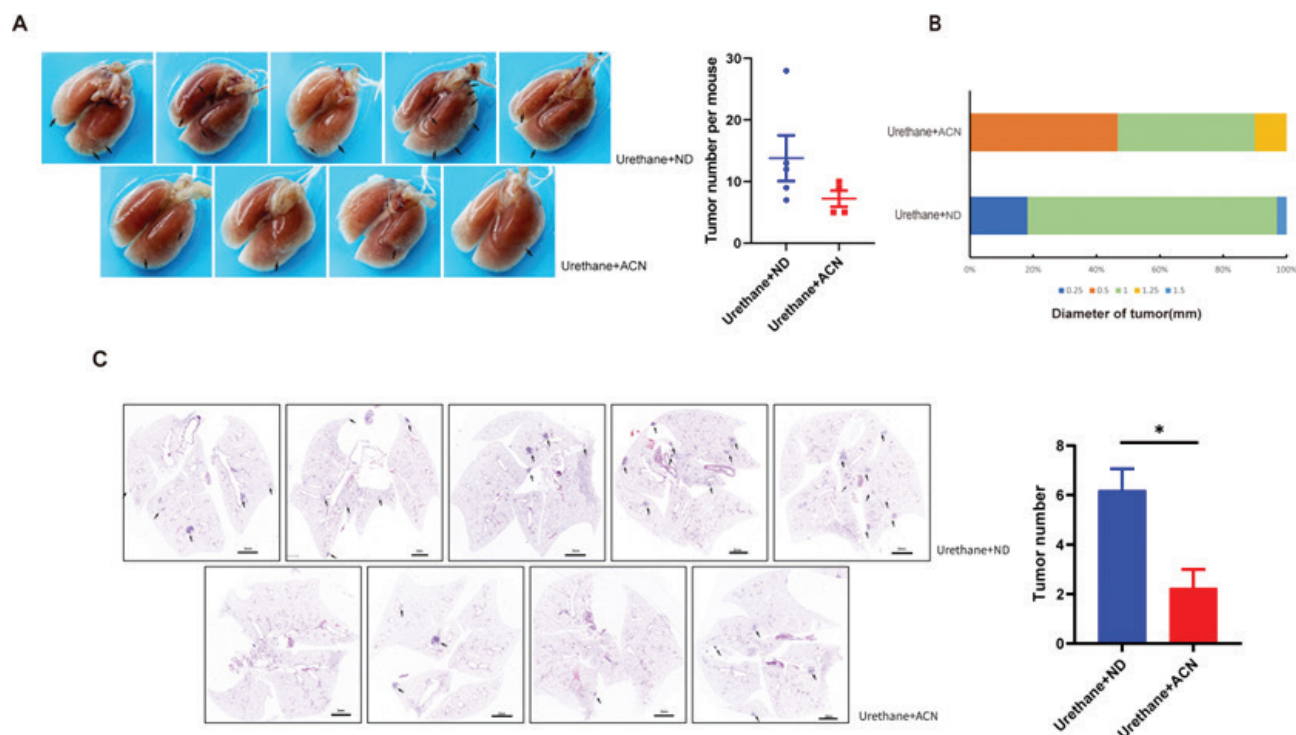 A
Urethane+ND
Urethane+ACN
Tumor number per mouse
30
20
10
0
Urethane+ND
Urethane+ACN
B
Urethane+ACN
Urethane+ND
0% 20% 40% 60% 80% 100%
0.25 0.5 1 1.25 1.5
Diameter of tumor(mm)
C
Urethane+ND
Urethane+ACN
Tumor number
8
6
4
2
0
*
Urethane+ND
Urethane+ACN